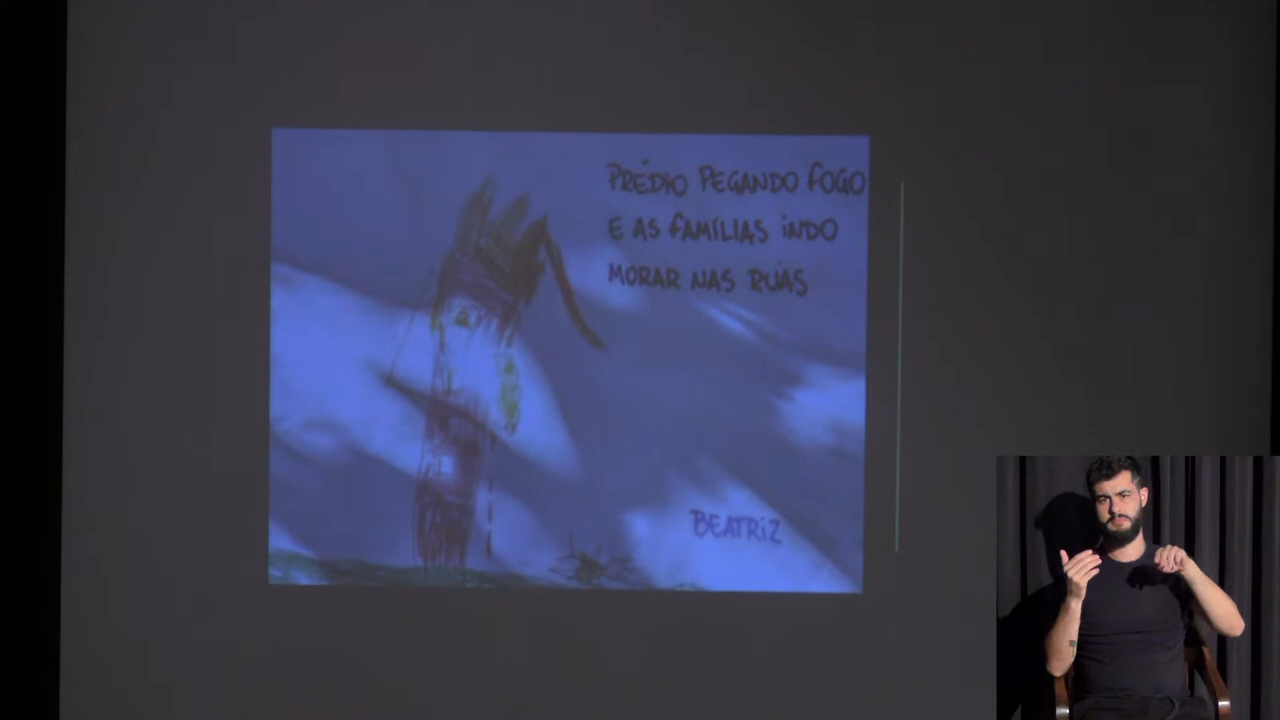 PRÉDIO PEGANDO FOGO
E AS FAMÍLIAS INDO
MORAR NAS RUAS
BEATRIZ